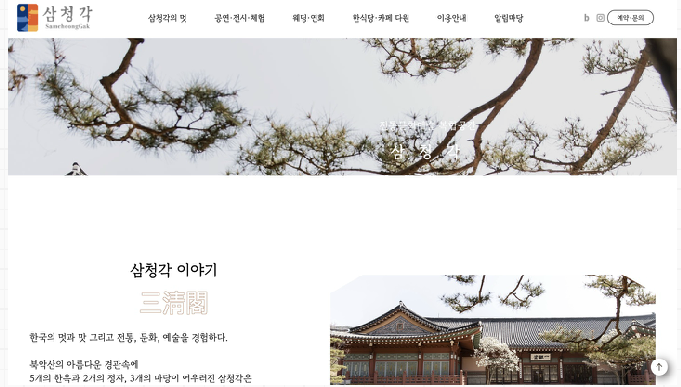 삼청각
SamcheongGak
삼청각의 멋
공연·전시·체험
웨딩·연회
한식당·카페 다원
이용안내
알림마당
b
계약·문의
삼 청 각
삼청각 이야기
三淸閣
한국의 멋과 맛 그리고 전통, 문화, 예술을 경험하다.
북악산의 아름다운 경관속에
5개의 한옥과 2개의 정자, 3개의 마당이 어우러진 삼청각은